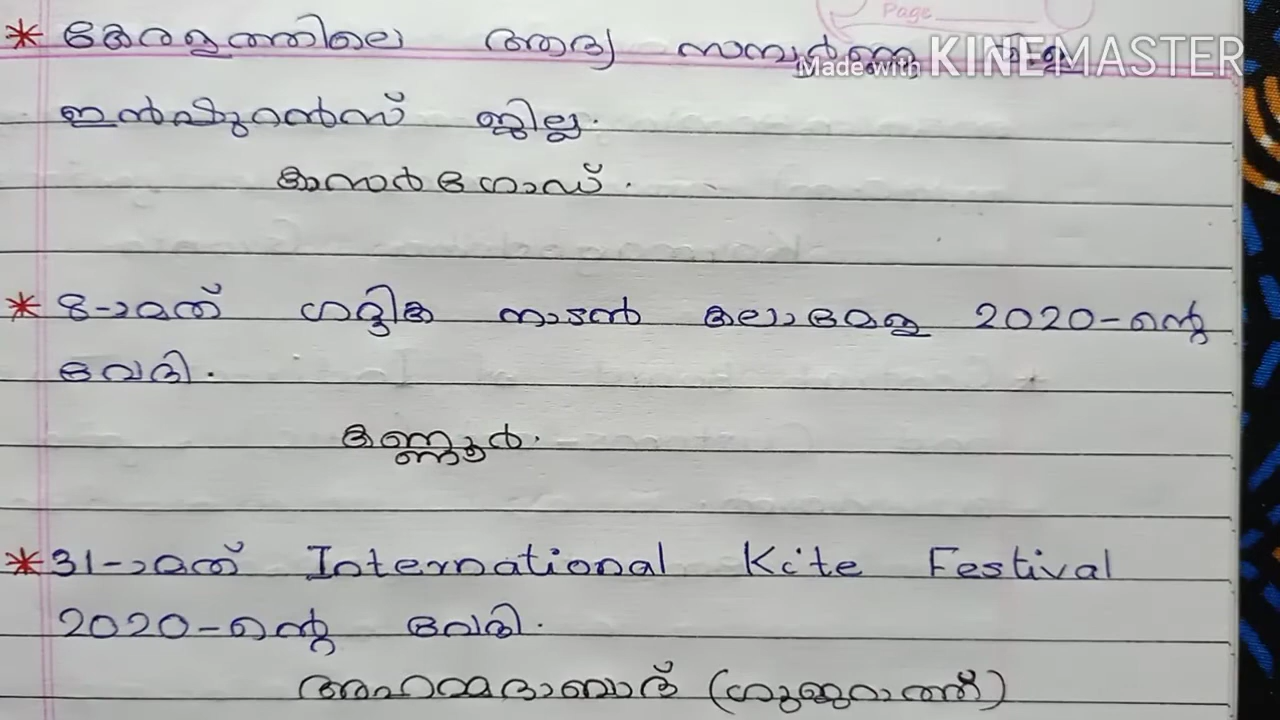 Page
* കേരളത്തിലെ ആദ്യ സമ്പൂർണ്ണ വിള
Made with KINEMASTER
ഇൻഷുറൻസ് ജില്ല.
കാസർഗോഡ്.
* 8-ാമത് ഗദ്ദിക നാടൻ കലാമേള 2020-ന്റെ
വേദി.
കണ്ണൂർ.
* 31-ാമത് International Kite Festival
2020-ന്റെ വേദി.
അഹമ്മദാബാദ് (ഗുജറാത്ത്)